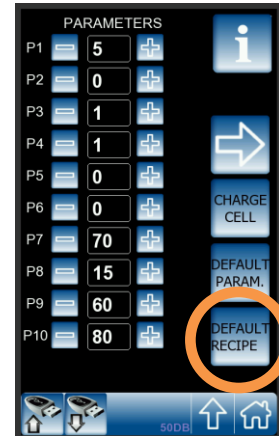 PARAMETERS
P1 5
P2 0
P3 1
P4 1
P5 0
P6 0
P7 70
P8 15
P9 60
P10 80
i
CHARGE
CELL
DEFAULT
PARAM.
DEFAULT
RECIPE
50DB